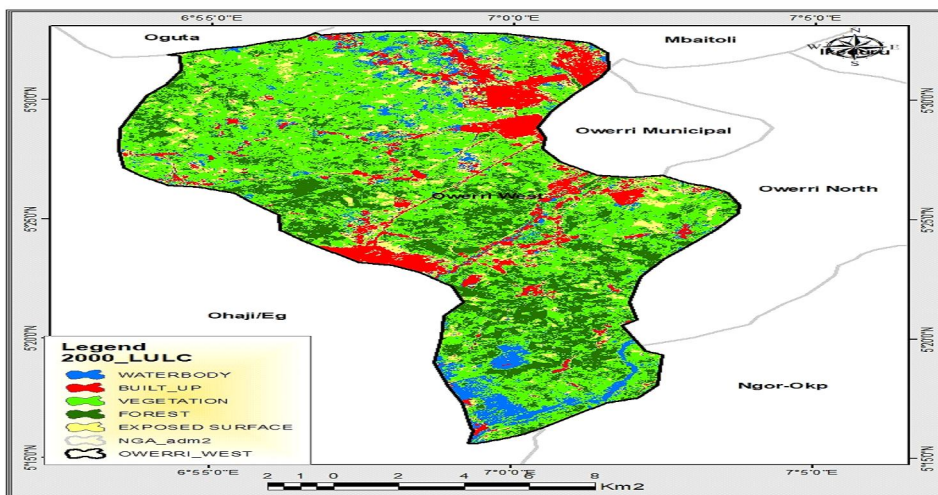 6°55'0"E 7°0'0"E 7°5'0"E
Oguta
Mbaitoli
N
W E
S
Ikeduru
5°30'0"N 5°30'0"N
Owerri Municipal
Owerri North
Owerri West
5°25'0"N 5°25'0"N
Ohaji/Eg
5°20'0"N 5°20'0"N
Legend
2000_LULC
WATERBODY
BUILT_UP
VEGETATION
FOREST
EXPOSED SURFACE
NGA_adm2
OWERRI_WEST
Ngor-Okp
5°15'0"N 5°15'0"N
6°55'0"E 7°0'0"E 7°5'0"E
2 1 0 2 4 6 8
Km2